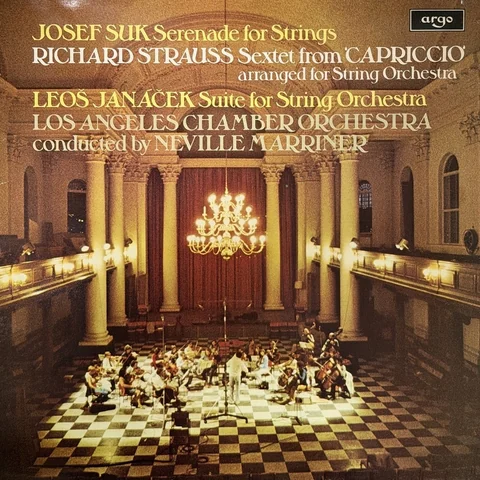 JOSEF SUK Serenade for Strings
argo
RICHARD STRAUSS Sextet from 'CAPRICCIO'
arranged for String Orchestra
LEOŠ JANÁČEK Suite for String Orchestra
LOS ANGELES CHAMBER ORCHESTRA
conducted by NEVILLE MARRINER